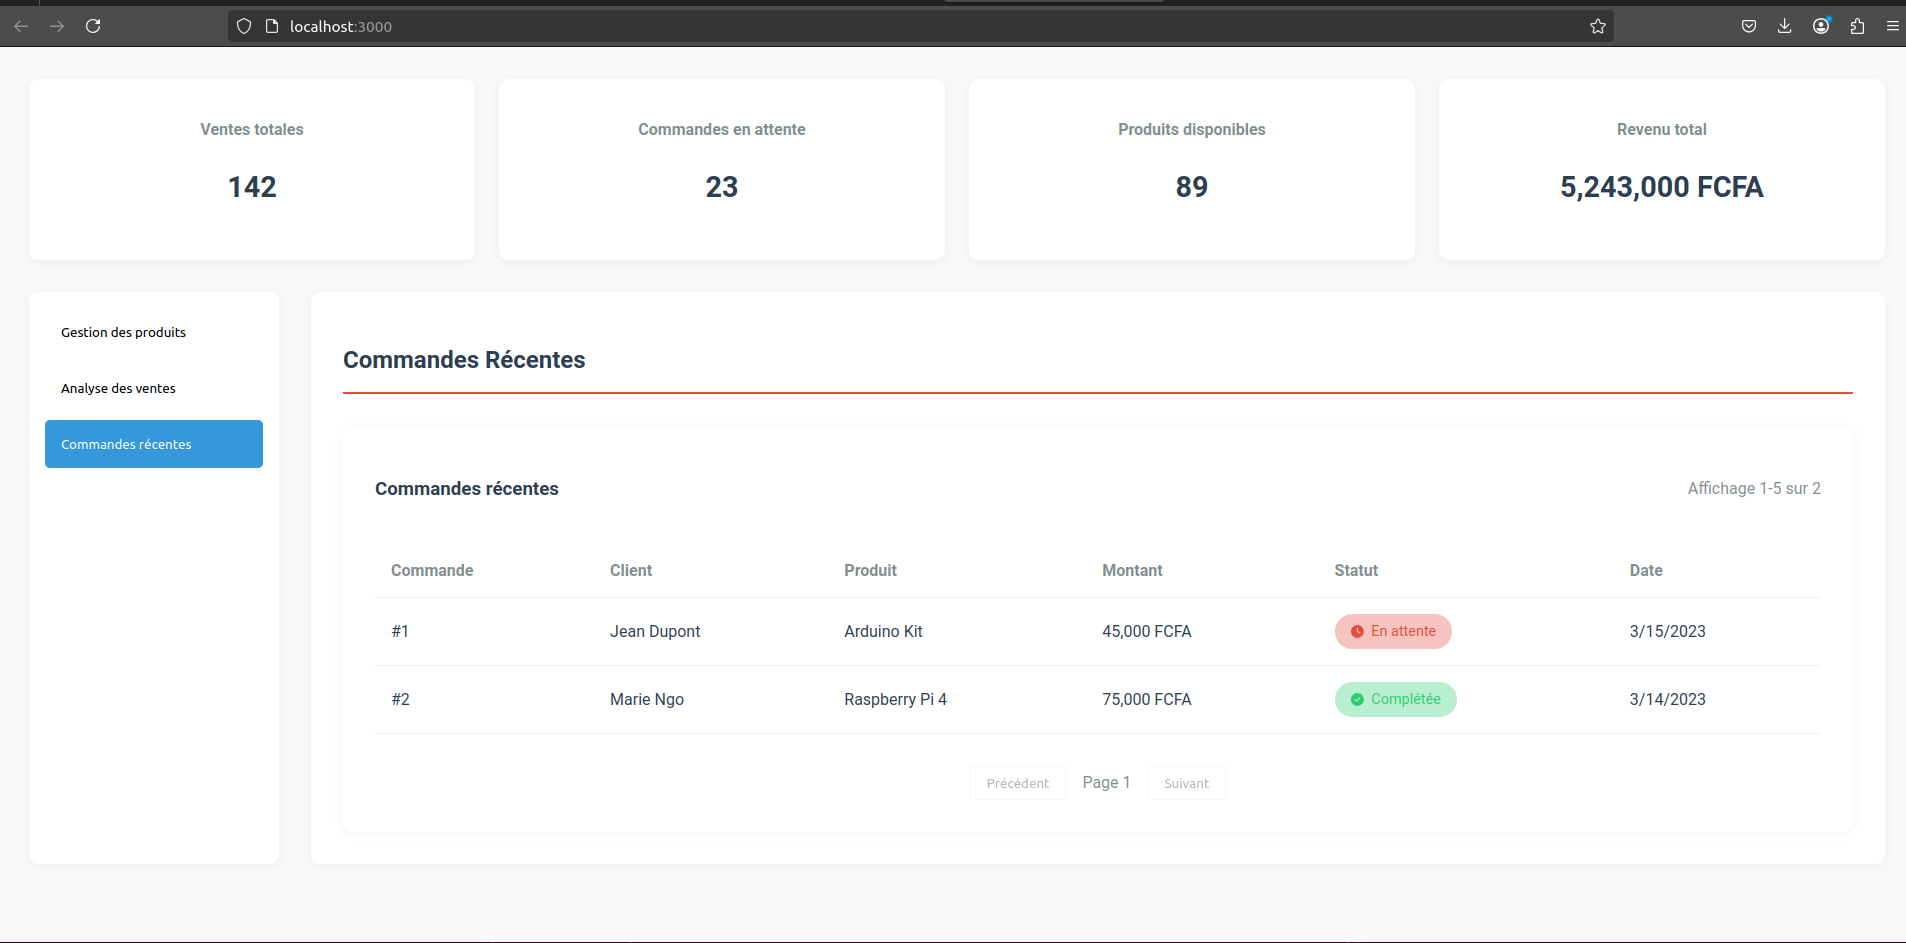 localhost:3000
Ventes totales
142
Commandes en attente
23
Produits disponibles
89
Revenu total
5,243,000 FCFA
Gestion des produits
Analyse des ventes
Commandes récentes
Commandes Récentes
Commandes récentes
Affichage 1-5 sur 2
Commande Client Produit Montant Statut Date
#1 Jean Dupont Arduino Kit 45,000 FCFA En attente 3/15/2023
#2 Marie Ngo Raspberry Pi 4 75,000 FCFA Complétée 3/14/2023
Précédent Page 1 Suivant